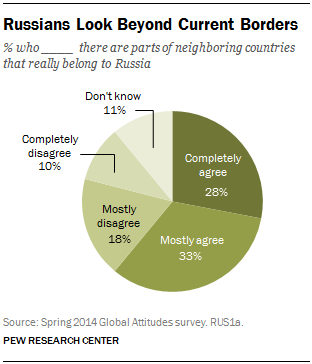 Russians Look Beyond Current Borders
% who ____ there are parts of neighboring countries
that really belong to Russia
Don't know
11%
Completely
disagree
10%
Completely
agree
28%
Mostly
disagree
18%
Mostly agree
33%
Source: Spring 2014 Global Attitudes survey. RUS1a.
PEW RESEARCH CENTER